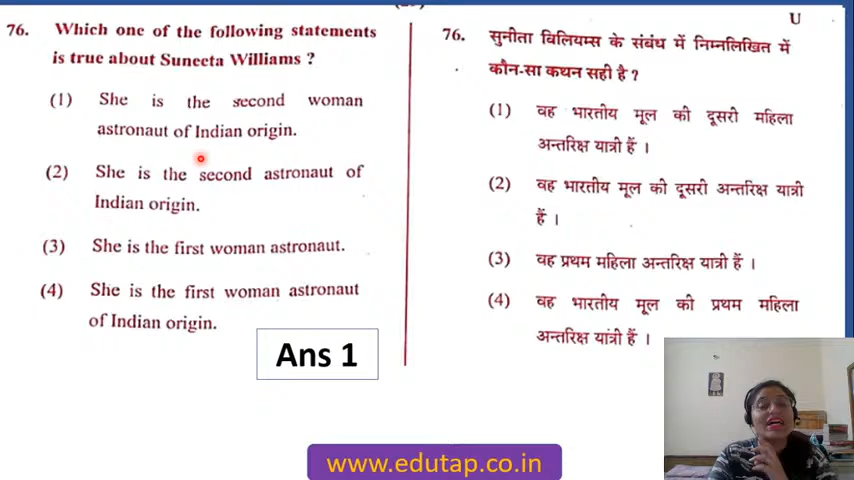 U
76. Which one of the following statements
is true about Suneeta Williams ?
(1) She is the second woman
astronaut of Indian origin.
(2) She is the second astronaut of
Indian origin.
(3) She is the first woman astronaut.
(4) She is the first woman astronaut
of Indian origin.
Ans 1
76. सुनीता विलियम्स के संबंध में निम्नलिखित में
कौन-सा कथन सही है ?
(1) वह भारतीय मूल की दूसरी महिला
अन्तरिक्ष यात्री हैं ।
(2) वह भारतीय मूल की दूसरी अन्तरिक्ष यात्री
हैं ।
(3) वह प्रथम महिला अन्तरिक्ष यात्री हैं ।
(4) वह भारतीय मूल की प्रथम महिला
अन्तरिक्ष यात्री हैं ।
www.edutap.co.in